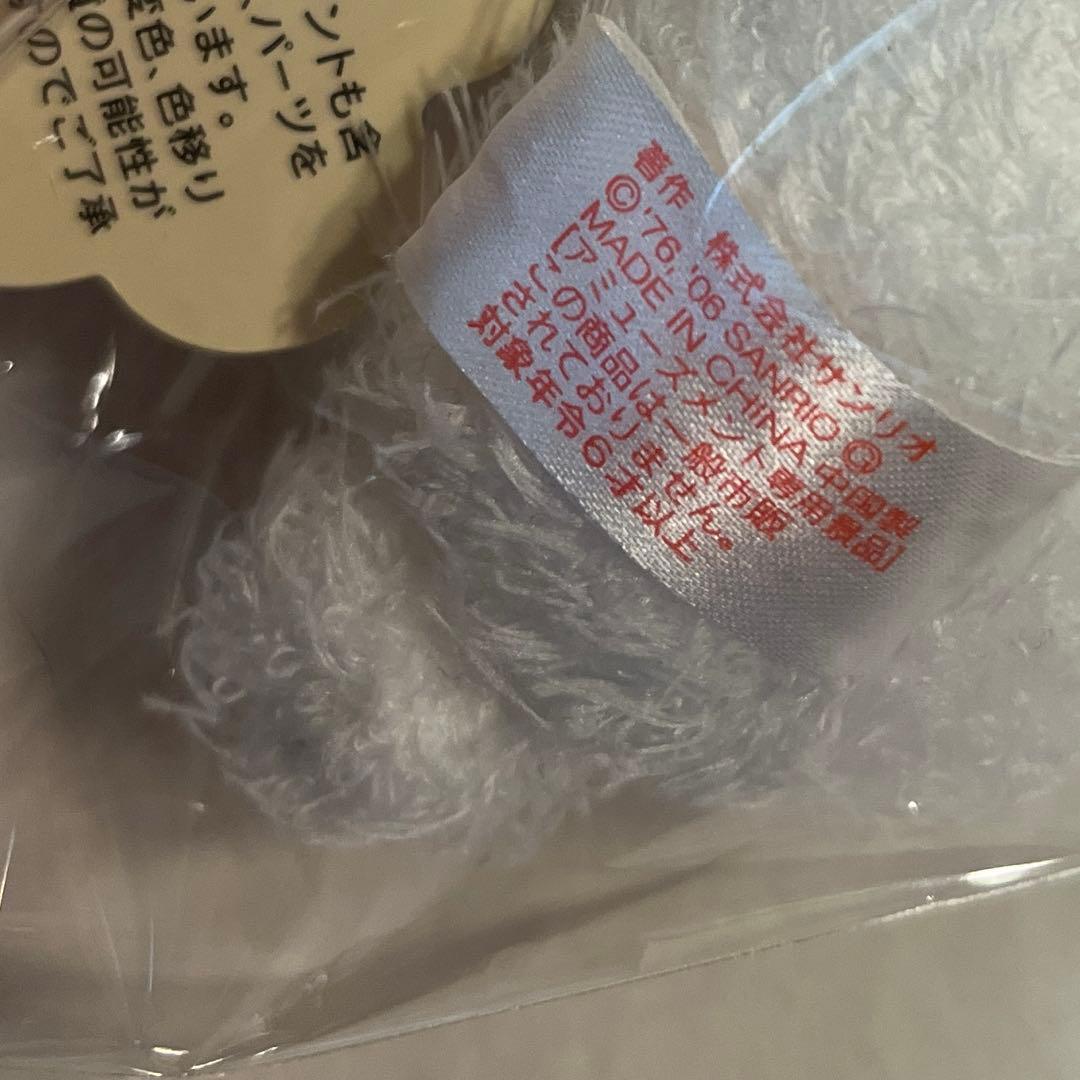 ントも含
パーツを
います。
変色、色移り
の可能性が
のでご了承
著作 株式会社サンリオ
©'76, '06 SANRIO Ⓖ
MADE IN CHINA 中国製
[アミューズメント専用景品]
この商品は一般市販
されておりません。
対象年令6才以上